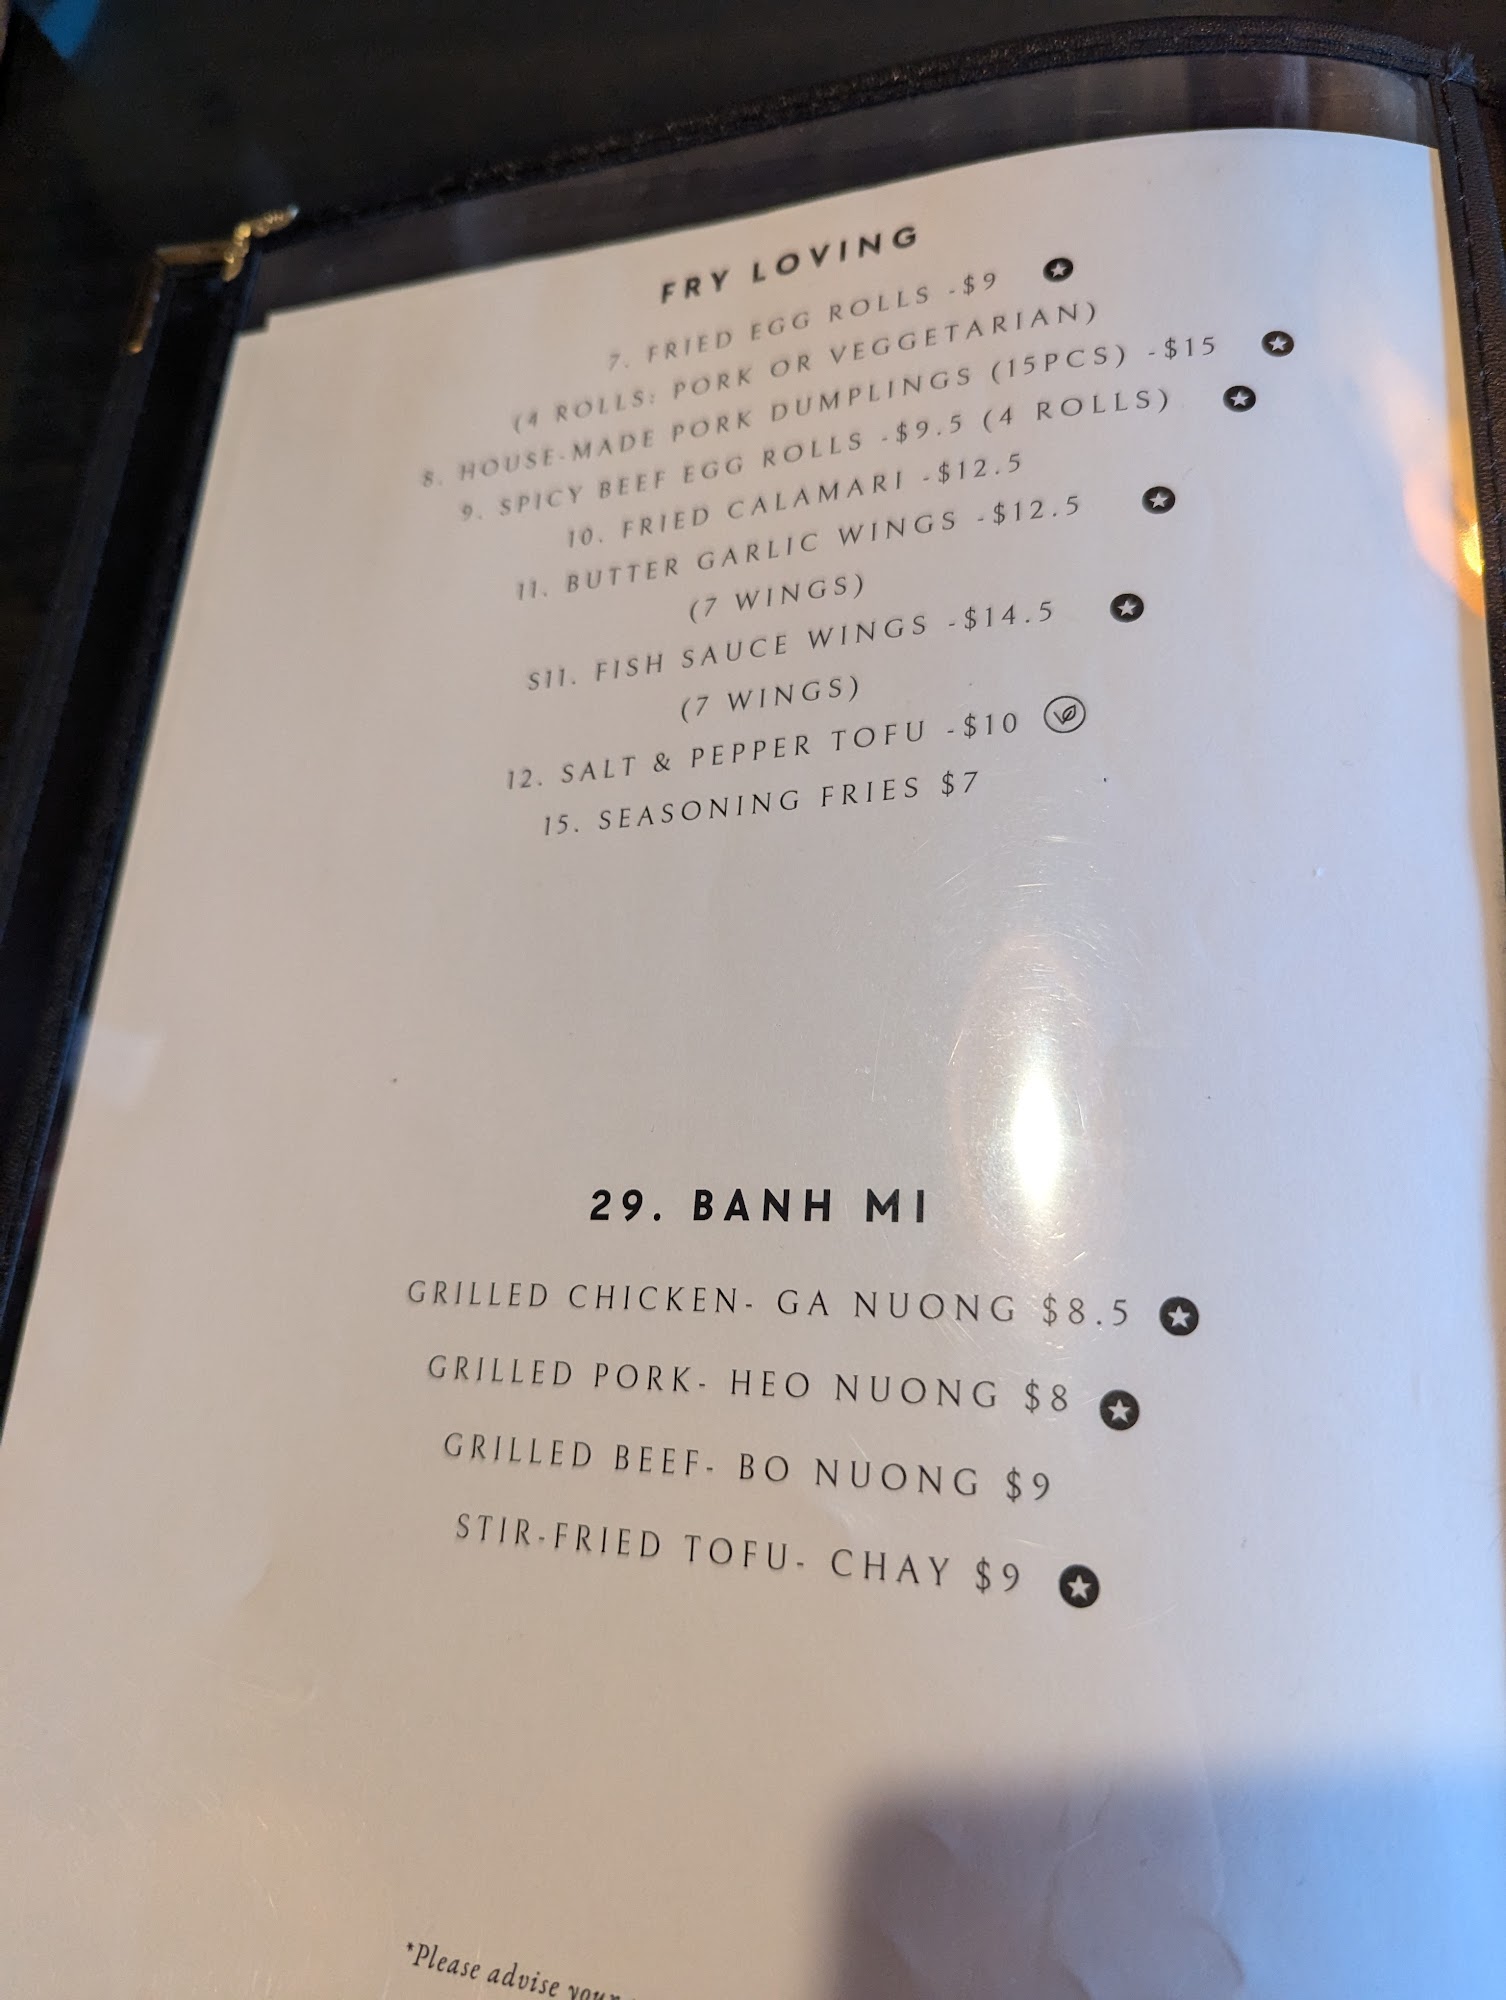 FRY LOVING
7. FRIED EGG ROLLS -$9
(4 ROLLS: PORK OR VEGGETARIAN)
8. HOUSE-MADE PORK DUMPLINGS (15PCS) -$15
9. SPICY BEEF EGG ROLLS -$9.5 (4 ROLLS)
10. FRIED CALAMARI -$12.5
11. BUTTER GARLIC WINGS -$12.5
(7 WINGS)
S11. FISH SAUCE WINGS -$14.5
(7 WINGS)
12. SALT & PEPPER TOFU -$10
15. SEASONING FRIES $7
29. BANH MI
GRILLED CHICKEN- GA NUONG $8.5
GRILLED PORK- HEO NUONG $8
GRILLED BEEF- BO NUONG $9
STIR-FRIED TOFU- CHAY $9
*Please advise your